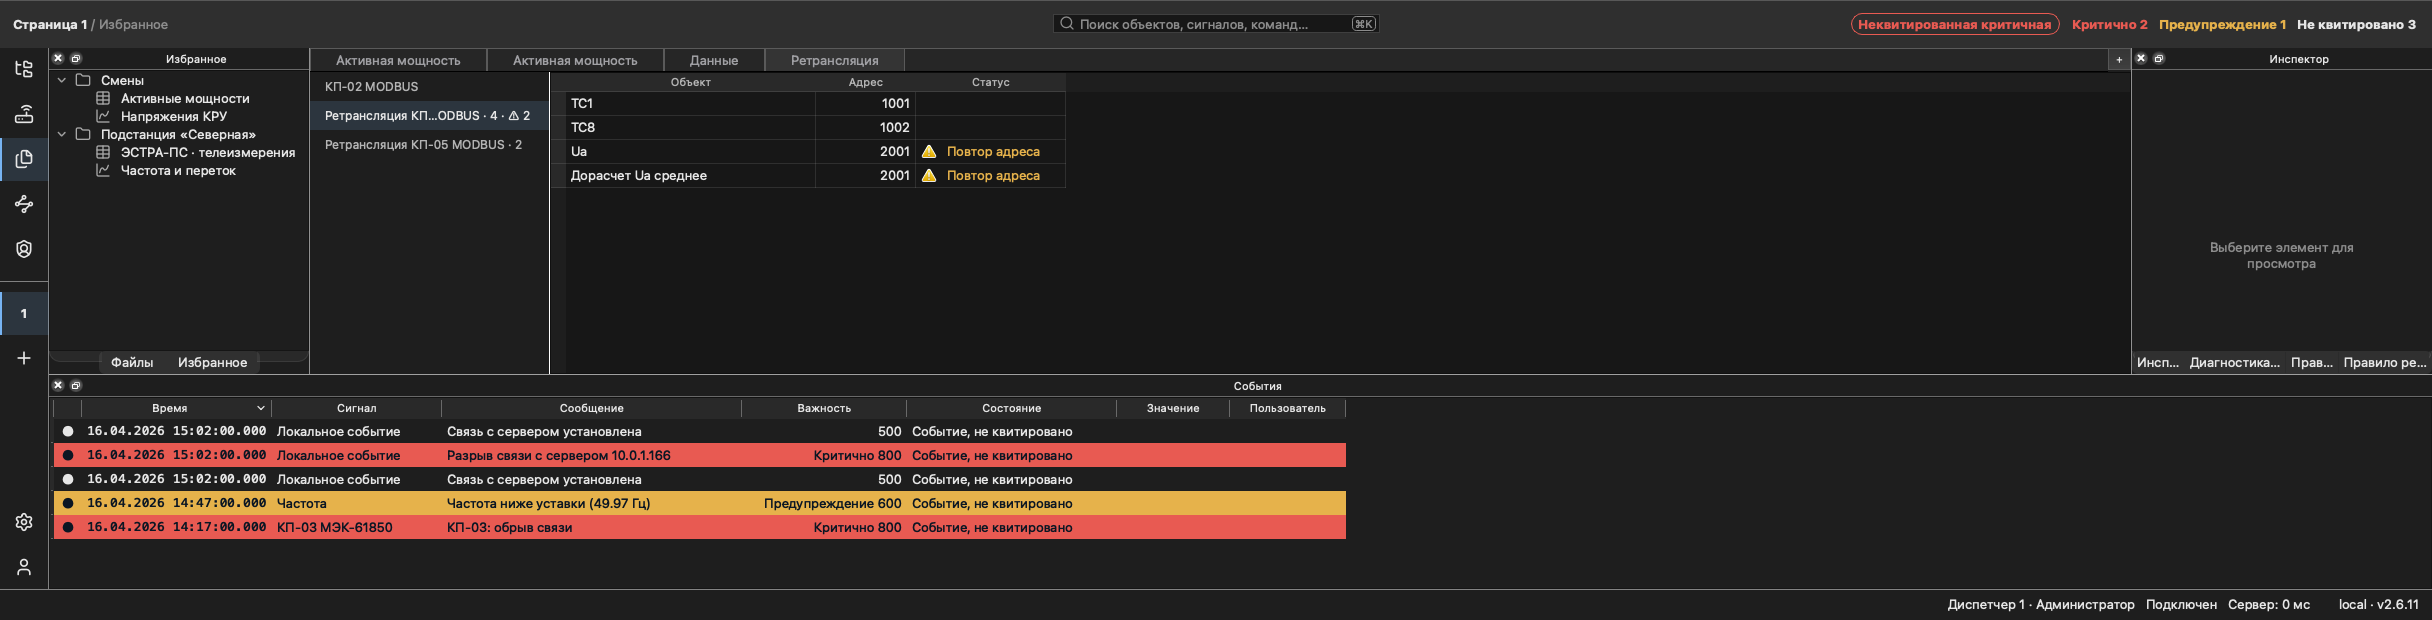 Страница 1 / Избранное
Поиск объектов, сигналов, команд... ⌘K
Неквитированная критичная Критично 2 Предупреждение 1 Не квитировано 3
Избранное
Смены
Активные мощности
Напряжения КРУ
Подстанция «Северная»
ЭСТРА-ПС · телеизмерения
Частота и переток
Файлы Избранное
1
Активная мощность Активная мощность Данные Ретрансляция +
КП-02 MODBUS
Ретрансляция КП...ODBUS · 4 · ⚠ 2
Ретрансляция КП-05 MODBUS · 2
Объект Адрес Статус
ТС1 1001
ТС8 1002
Ua 2001 Повтор адреса
Дорасчет Ua среднее 2001 Повтор адреса
Инспектор
Выберите элемент для
просмотра
Инсп... Диагностика... Прав... Правило ре...
События
Время Сигнал Сообщение Важность Состояние Значение Пользователь
16.04.2026 15:02:00.000 Локальное событие Связь с сервером установлена 500 Событие, не квитировано
16.04.2026 15:02:00.000 Локальное событие Разрыв связи с сервером 10.0.1.166 Критично 800 Событие, не квитировано
16.04.2026 15:02:00.000 Локальное событие Связь с сервером установлена 500 Событие, не квитировано
16.04.2026 14:47:00.000 Частота Частота ниже уставки (49.97 Гц) Предупреждение 600 Событие, не квитировано
16.04.2026 14:17:00.000 КП-03 МЭК-61850 КП-03: обрыв связи Критично 800 Событие, не квитировано
Диспетчер 1 · Администратор Подключен Сервер: 0 мс local · v2.6.11